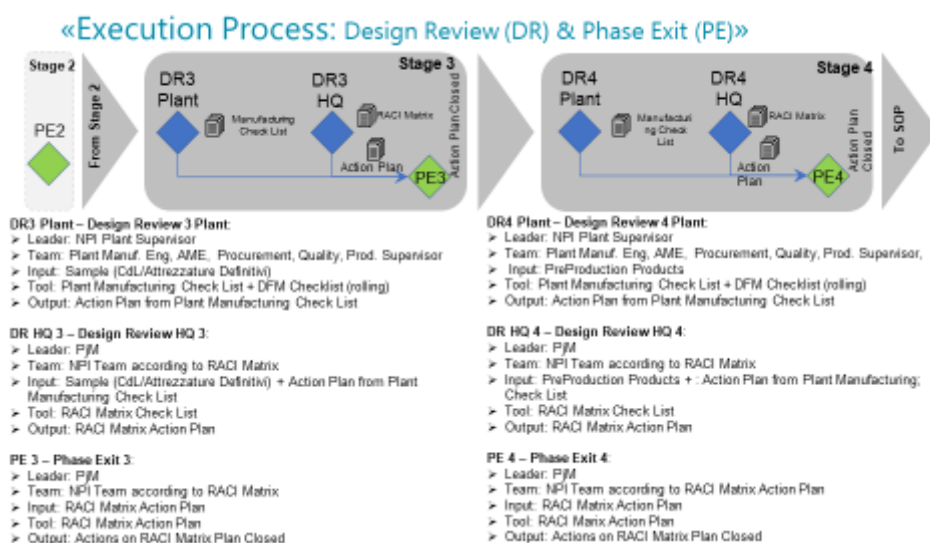 «Execution Process: Design Review (DR) & Phase Exit (PE)»
Stage 2
PE2
From Stage 2
Stage 3
DR3
Plant
Manufacturing
Check List
DR3
HQ
RACI Matrix
Action Plan
PE3
Action Plan Closed
Stage 4
DR4
Plant
Manufacturi
ng Check
List
DR4
HQ
RACI Matrix
Action
Plan
PE4
Action Plan
Closed
To SOP
DR3 Plant – Design Review 3 Plant:
➢ Leader: NPI Plant Supervisor
➢ Team: Plant Manuf. Eng, AME, Procurement, Quality, Prod. Supervisor
➢ Input: Sample (CdL/Attrezzature Definitivi)
➢ Tool: Plant Manufacturing Check List + DFM Checklist (rolling)
➢ Output: Action Plan from Plant Manufacturing Check List
DR HQ 3 – Design Review HQ 3:
➢ Leader: PjM
➢ Team: NPI Team according to RACI Matrix
➢ Input: Sample (CdL/Attrezzature Definitivi) + Action Plan from Plant
Manufacturing Check List
➢ Tool: RACI Matrix Check List
➢ Output: RACI Matrix Action Plan
PE 3 – Phase Exit 3:
➢ Leader: PjM
➢ Team: NPI Team according to RACI Matrix
➢ Input: RACI Matrix Action Plan
➢ Tool: RACI Matrix Action Plan
➢ Output: Actions on RACI Matrix Plan Closed
DR4 Plant – Design Review 4 Plant:
➢ Leader: NPI Plant Supervisor
➢ Team: Plant Manuf. Eng, AME, Procurement, Quality, Prod. Supervisor,
➢ Input: PreProduction Products
➢ Tool: Plant Manufacturing Check List + DFM Checklist (rolling)
➢ Output: Action Plan from Plant Manufacturing Check List
DR HQ 4 – Design Review HQ 4:
➢ Leader: PjM
➢ Team: NPI Team according to RACI Matrix
➢ Input: PreProduction Products + : Action Plan from Plant Manufacturing;
Check List
➢ Tool: RACI Matrix Check List
➢ Output: RACI Matrix Action Plan
PE 4 – Phase Exit 4:
➢ Leader: PjM
➢ Team: NPI Team according to RACI Matrix Action Plan
➢ Input: RACI Matrix Action Plan
➢ Tool: RACI Marix Action Plan
➢ Output: Actions on RACI Matrix Plan Closed